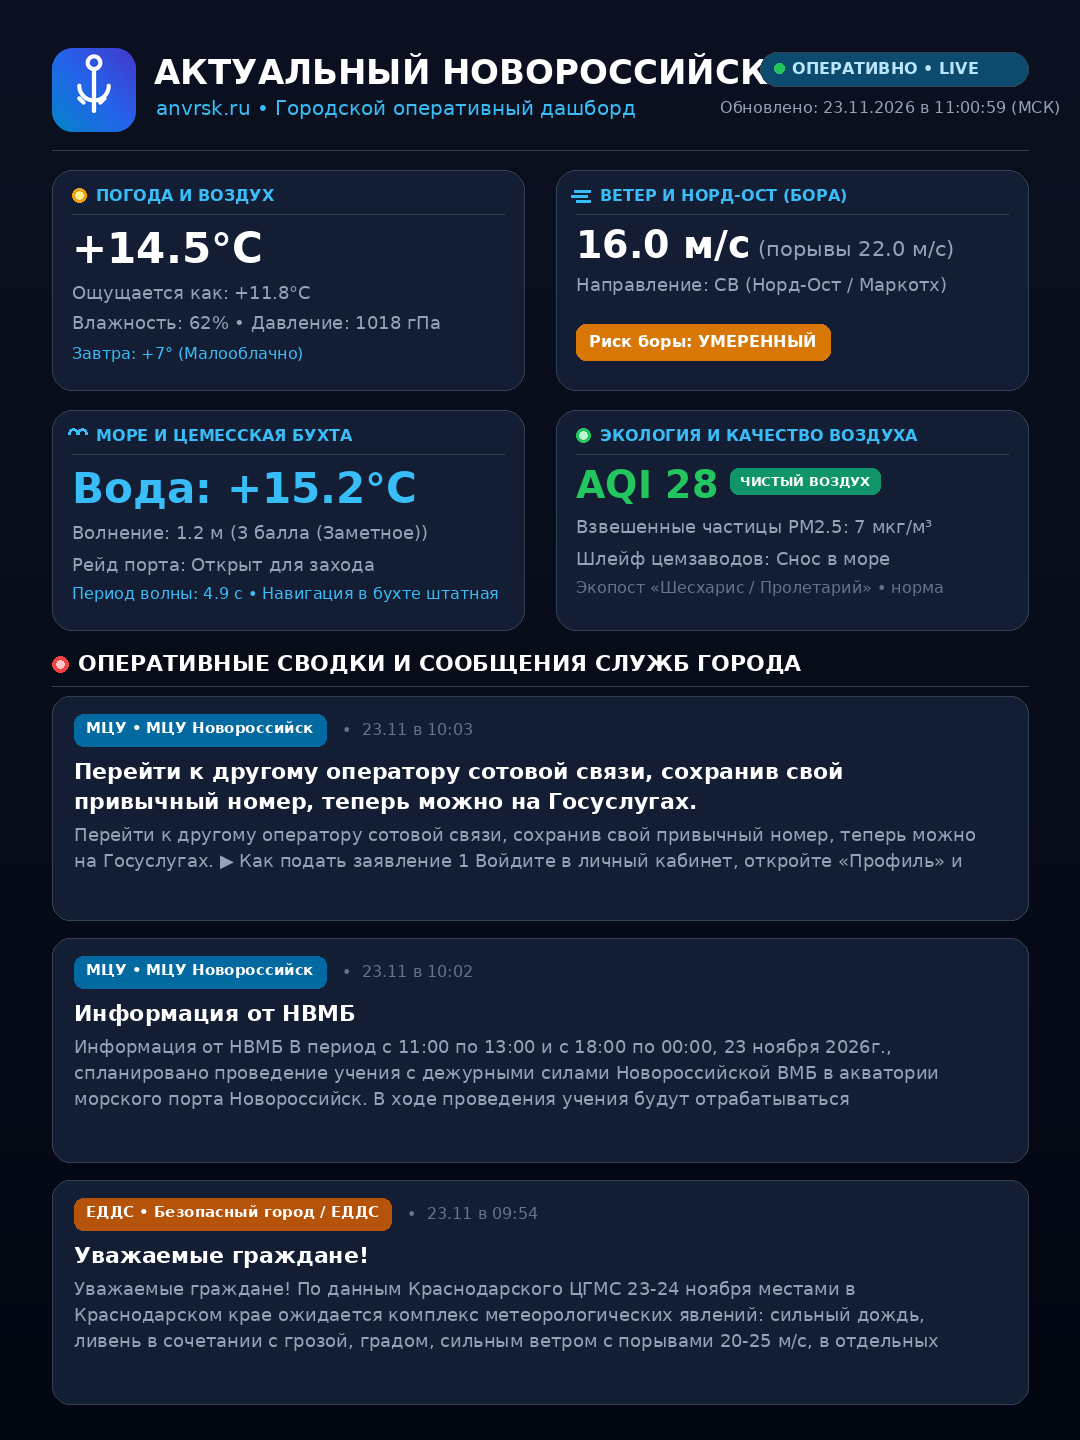 АКТУАЛЬНЫЙ НОВОРОССИЙСК
ОПЕРАТИВНО • LIVE
anvrsk.ru • Городской оперативный дашборд
Обновлено: 23.11.2026 в 11:00:59 (МСК)
ПОГОДА И ВОЗДУХ
+14.5°C
Ощущается как: +11.8°C
Влажность: 62% • Давление: 1018 гПа
Завтра: +7° (Малооблачно)
ВЕТЕР И НОРД-ОСТ (БОРА)
16.0 м/с (порывы 22.0 м/с)
Направление: СВ (Норд-Ост / Маркотх)
Риск боры: УМЕРЕННЫЙ
МОРЕ И ЦЕМЕССКАЯ БУХТА
Вода: +15.2°C
Волнение: 1.2 м (3 балла (Заметное))
Рейд порта: Открыт для захода
Период волны: 4.9 с • Навигация в бухте штатная
ЭКОЛОГИЯ И КАЧЕСТВО ВОЗДУХА
AQI 28 ЧИСТЫЙ ВОЗДУХ
Взвешенные частицы PM2.5: 7 мкг/м³
Шлейф цемзаводов: Снос в море
Экопост «Шесхарис / Пролетарий» • норма
ОПЕРАТИВНЫЕ СВОДКИ И СООБЩЕНИЯ СЛУЖБ ГОРОДА
МЦУ • МЦУ Новороссийск • 23.11 в 10:03
Перейти к другому оператору сотовой связи, сохранив свой
привычный номер, теперь можно на Госуслугах.
Перейти к другому оператору сотовой связи, сохранив свой привычный номер, теперь можно
на Госуслугах. ▶ Как подать заявление 1 Войдите в личный кабинет, откройте «Профиль» и
МЦУ • МЦУ Новороссийск • 23.11 в 10:02
Информация от НВМБ
Информация от НВМБ В период с 11:00 по 13:00 и с 18:00 по 00:00, 23 ноября 2026г.,
спланировано проведение учения с дежурными силами Новороссийской ВМБ в акватории
морского порта Новороссийск. В ходе проведения учения будут отрабатываться
ЕДДС • Безопасный город / ЕДДС • 23.11 в 09:54
Уважаемые граждане!
Уважаемые граждане! По данным Краснодарского ЦГМС 23-24 ноября местами в
Краснодарском крае ожидается комплекс метеорологических явлений: сильный дождь,
ливень в сочетании с грозой, градом, сильным ветром с порывами 20-25 м/с, в отдельных